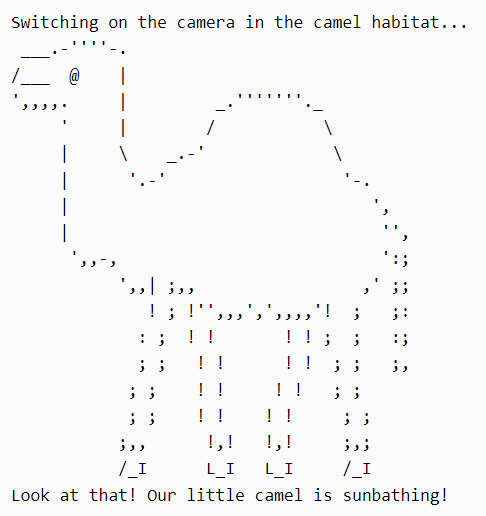 Switching on the camera in the camel habitat...
 ___.-''''-.
/___  @    |
',,,,.     |         _.'''''''._
     '     |        /           \
     |     \    _.-'             \
     |      '.-'                  '-.
     |                               ',
     |                                '',
      ',,-,                           ':;
           ',,| ;,,                 ,' ;;
              ! ; !'',,,',',,,,'!  ;   ;:
             : ;  ! !       ! ! ;  ;   :;
             ; ;   ! !      ! !  ; ;   ;,
            ; ;    ! !     ! !   ; ;
            ; ;    ! !    ! !     ; ;
           ;,,      !,!   !,!     ;,;
           /_I      L_I   L_I     /_I
Look at that! Our little camel is sunbathing!